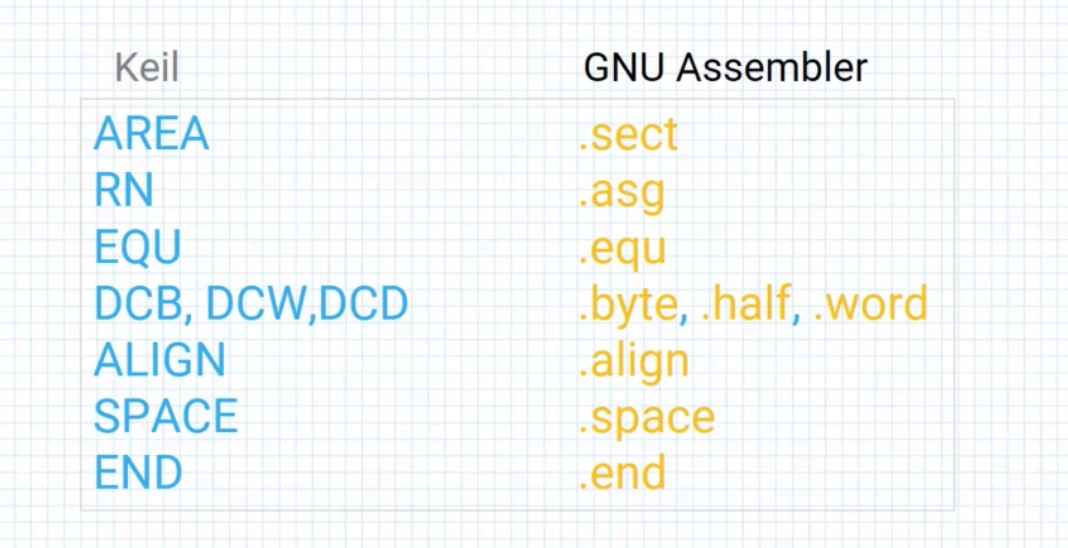 Keil GNU Assembler
AREA .sect
RN .asg
EQU .equ
DCB, DCW,DCD .byte, .half, .word
ALIGN .align
SPACE .space
END .end